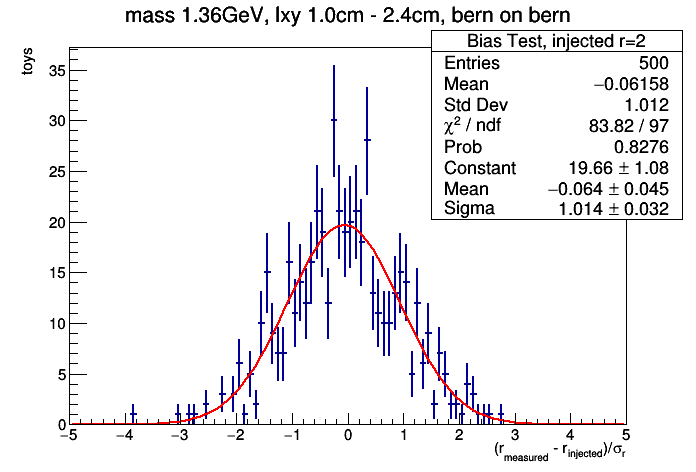 mass 1.36GeV, lxy 1.0cm - 2.4cm, bern on bern
Bias Test, injected r=2
Entries 500
Mean −0.06158
Std Dev 1.012
χ² / ndf 83.82 / 97
Prob 0.8276
Constant 19.66 ± 1.08
Mean −0.064 ± 0.045
Sigma 1.014 ± 0.032
toys
35
30
25
20
15
10
5
0
−5 −4 −3 −2 −1 0 1 2 3 4 5
(r_measured - r_injected)/σ_r